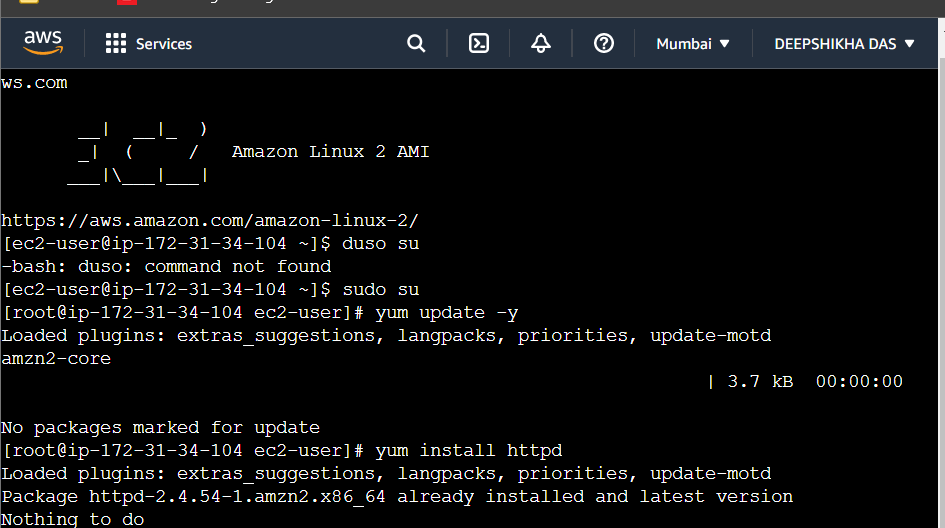 aws
Services
Mumbai ▼
DEEPSHIKHA DAS ▼
ws.com
__|  __|_  )
_|  (     /   Amazon Linux 2 AMI
___|\___|___|
https://aws.amazon.com/amazon-linux-2/
[ec2-user@ip-172-31-34-104 ~]$ duso su
-bash: duso: command not found
[ec2-user@ip-172-31-34-104 ~]$ sudo su
[root@ip-172-31-34-104 ec2-user]# yum update -y
Loaded plugins: extras_suggestions, langpacks, priorities, update-motd
amzn2-core
| 3.7 kB  00:00:00
No packages marked for update
[root@ip-172-31-34-104 ec2-user]# yum install httpd
Loaded plugins: extras_suggestions, langpacks, priorities, update-motd
Package httpd-2.4.54-1.amzn2.x86_64 already installed and latest version
Nothing to do